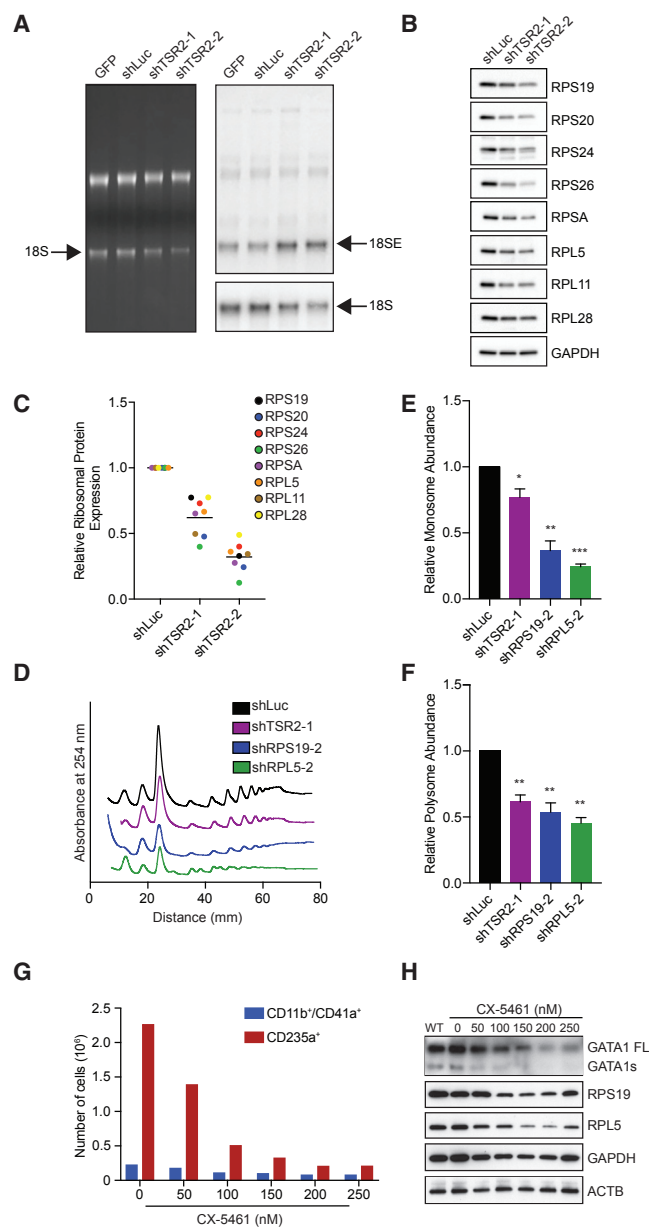 A
GFP
shLuc
shTSR2-1
shTSR2-2
GFP
shLuc
shTSR2-1
shTSR2-2
18S
18SE
18S
B
shLuc
shTSR2-1
shTSR2-2
RPS19
RPS20
RPS24
RPS26
RPSA
RPL5
RPL11
RPL28
GAPDH
C
Relative Ribosomal Protein
Expression
1.5
1.0
0.5
0.0
shLuc
shTSR2-1
shTSR2-2
RPS19
RPS20
RPS24
RPS26
RPSA
RPL5
RPL11
RPL28
E
Relative Monosome Abundance
1.5
1.0
0.5
0.0
*
**
***
shLuc
shTSR2-1
shRPS19-2
shRPL5-2
D
Absorbance at 254 nm
shLuc
shTSR2-1
shRPS19-2
shRPL5-2
0 20 40 60 80
Distance (mm)
F
Relative Polysome Abundance
1.5
1.0
0.5
0.0
**
**
**
shLuc
shTSR2-1
shRPS19-2
shRPL5-2
G
Number of cells (10⁶)
2.5
2.0
1.5
1.0
0.5
0
CD11b⁺/CD41a⁺
CD235a⁺
0 50 100 150 200 250
CX-5461 (nM)
H
CX-5461 (nM)
WT 0 50 100 150 200 250
GATA1 FL
GATA1s
RPS19
RPL5
GAPDH
ACTB